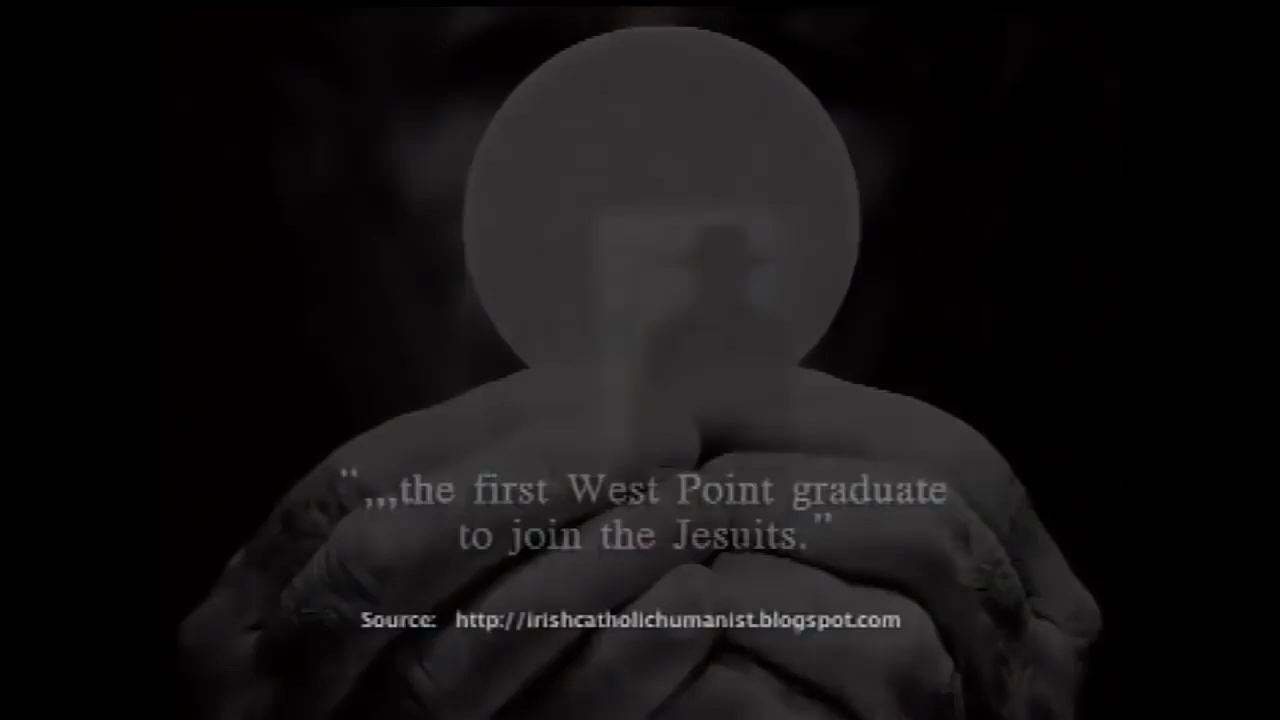 ",,,the first West Point graduate
to join the Jesuits."
Source: http://irishcatholichumanist.blogspot.com